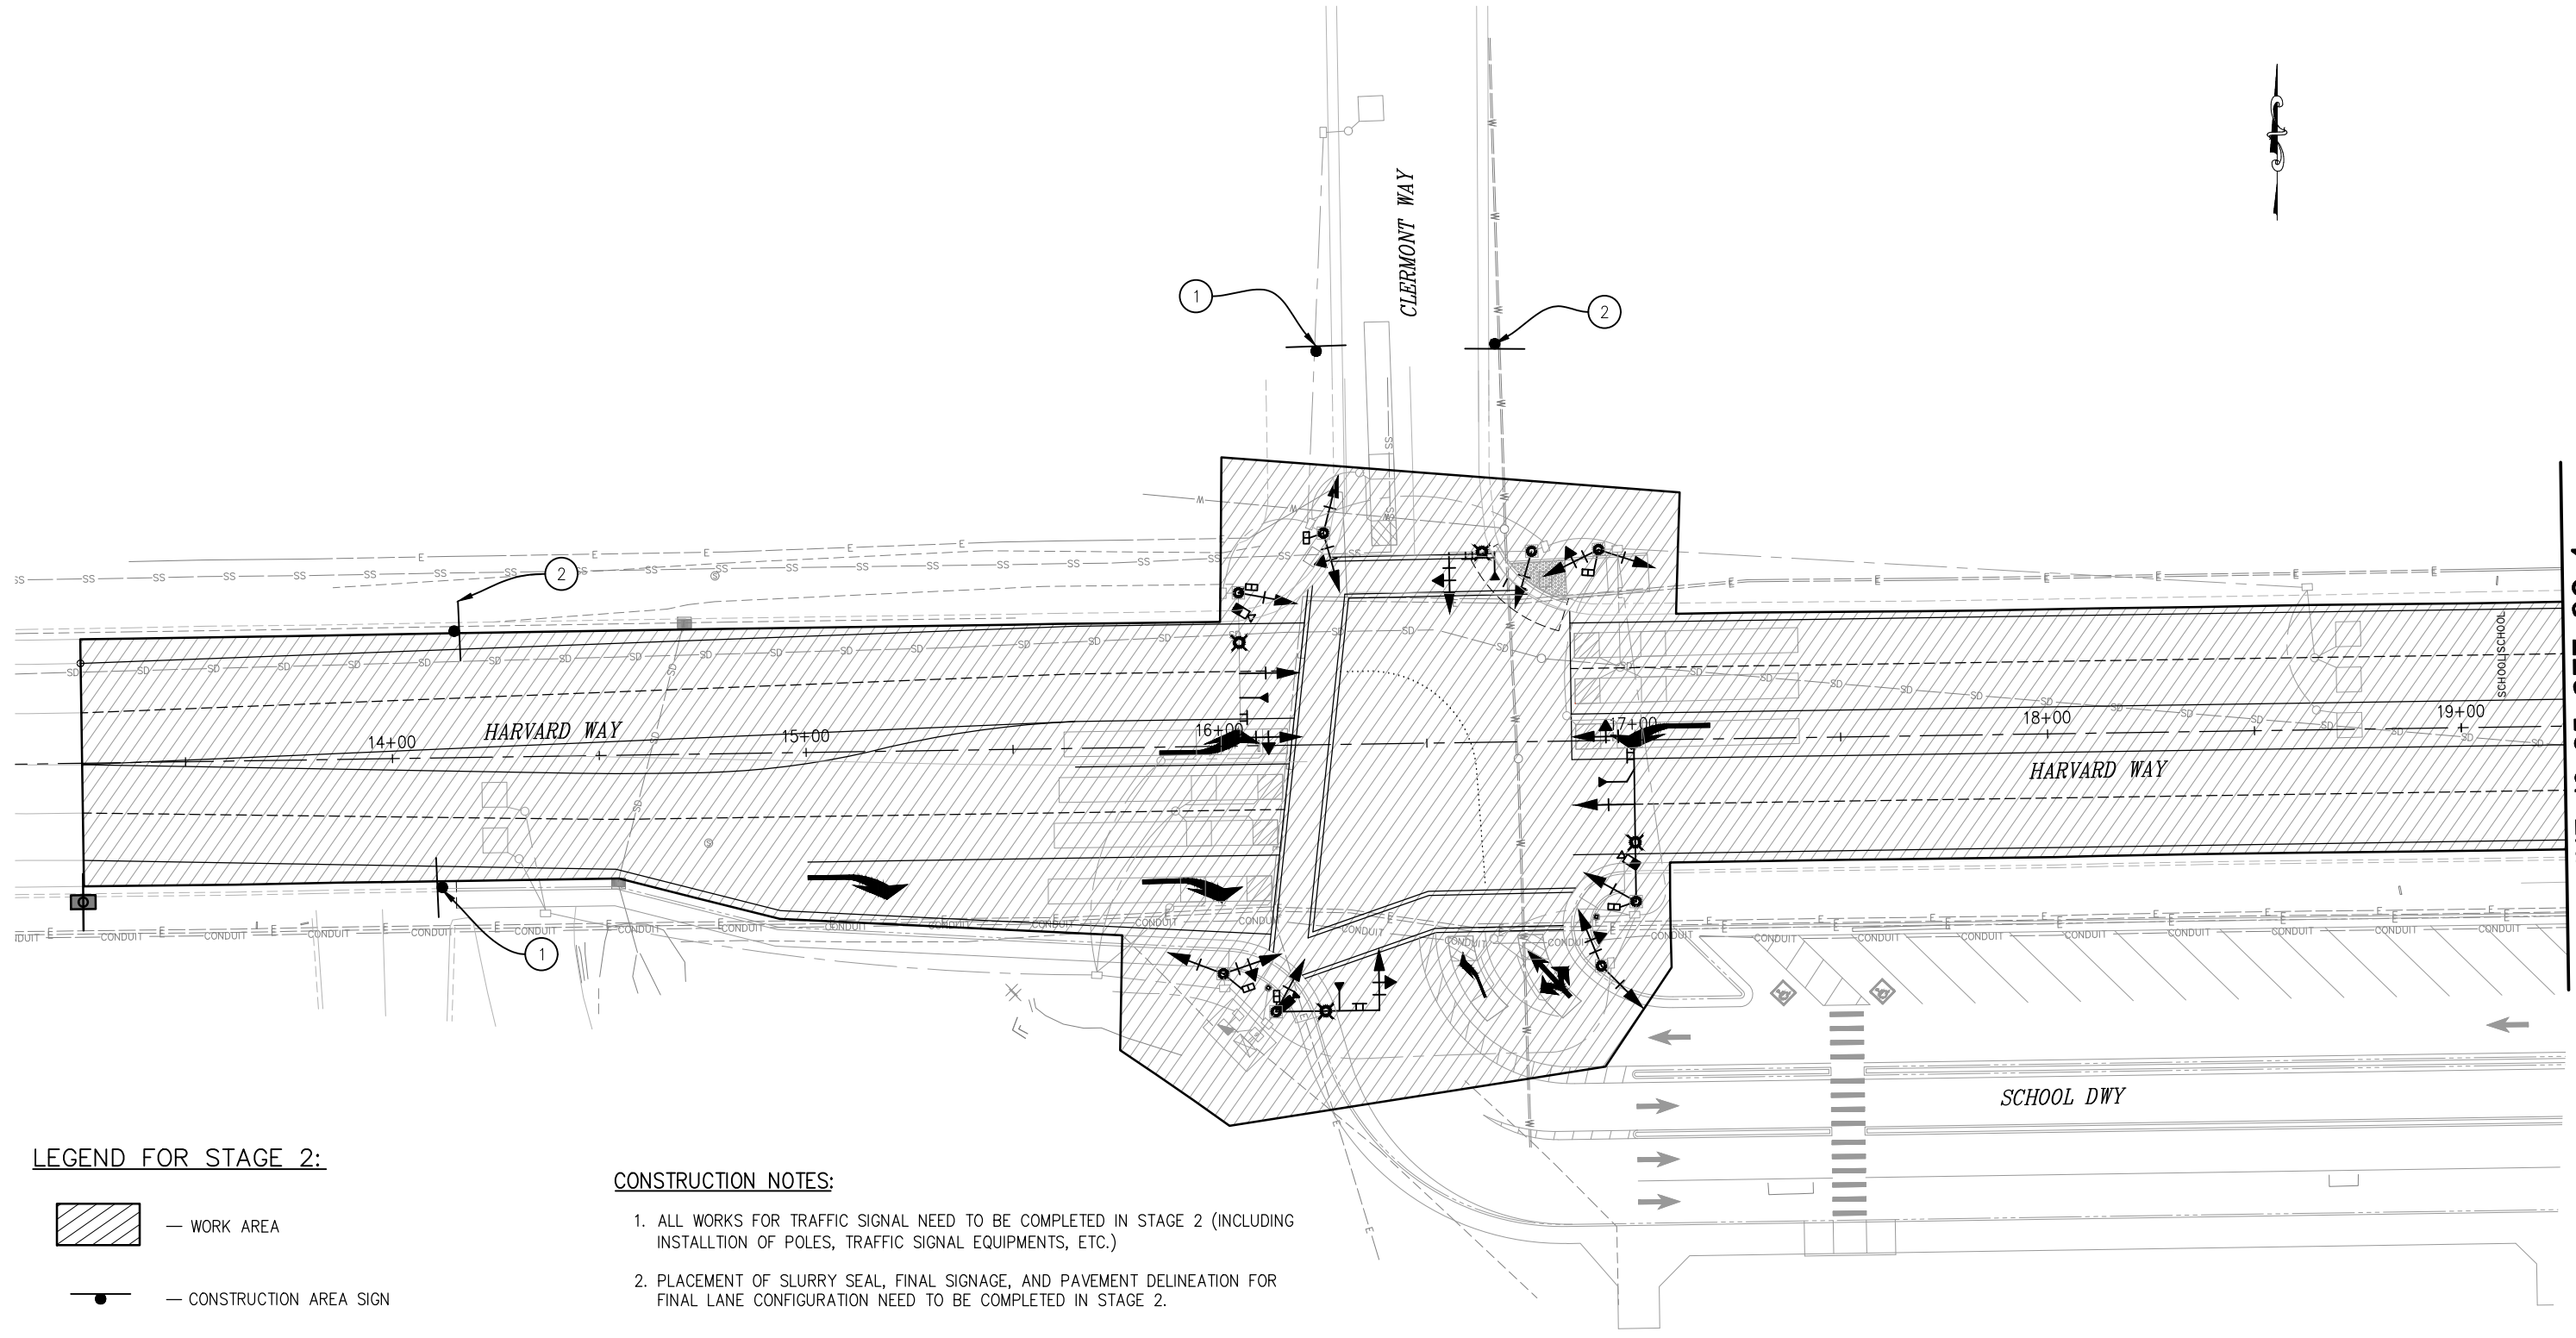 CLERMONT WAY
1
2
2
HARVARD WAY
14+00
15+00
16+00
17+00
18+00
19+00
HARVARD WAY
SCHOOL SCHOOL
1
SCHOOL DWY
LEGEND FOR STAGE 2:
— WORK AREA
— CONSTRUCTION AREA SIGN
CONSTRUCTION NOTES:
1. ALL WORKS FOR TRAFFIC SIGNAL NEED TO BE COMPLETED IN STAGE 2 (INCLUDING
INSTALLTION OF POLES, TRAFFIC SIGNAL EQUIPMENTS, ETC.)
2. PLACEMENT OF SLURRY SEAL, FINAL SIGNAGE, AND PAVEMENT DELINEATION FOR
FINAL LANE CONFIGURATION NEED TO BE COMPLETED IN STAGE 2.